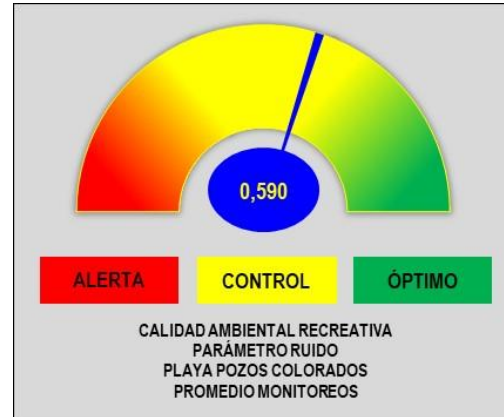 0,590
ALERTA
CONTROL
ÓPTIMO
CALIDAD AMBIENTAL RECREATIVA
PARÁMETRO RUIDO
PLAYA POZOS COLORADOS
PROMEDIO MONITOREOS